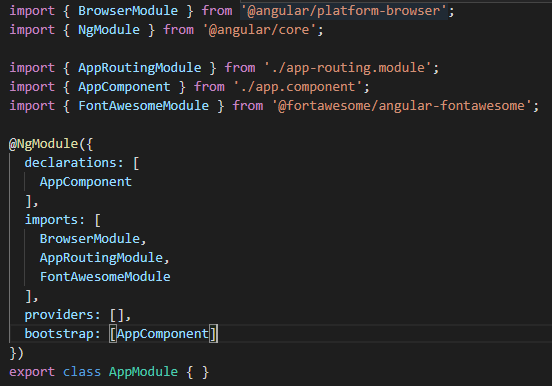 import { BrowserModule } from '@angular/platform-browser';
import { NgModule } from '@angular/core';

import { AppRoutingModule } from './app-routing.module';
import { AppComponent } from './app.component';
import { FontAwesomeModule } from '@fortawesome/angular-fontawesome';

@NgModule({
  declarations: [
    AppComponent
  ],
  imports: [
    BrowserModule,
    AppRoutingModule,
    FontAwesomeModule
  ],
  providers: [],
  bootstrap: [AppComponent]
})
export class AppModule { }